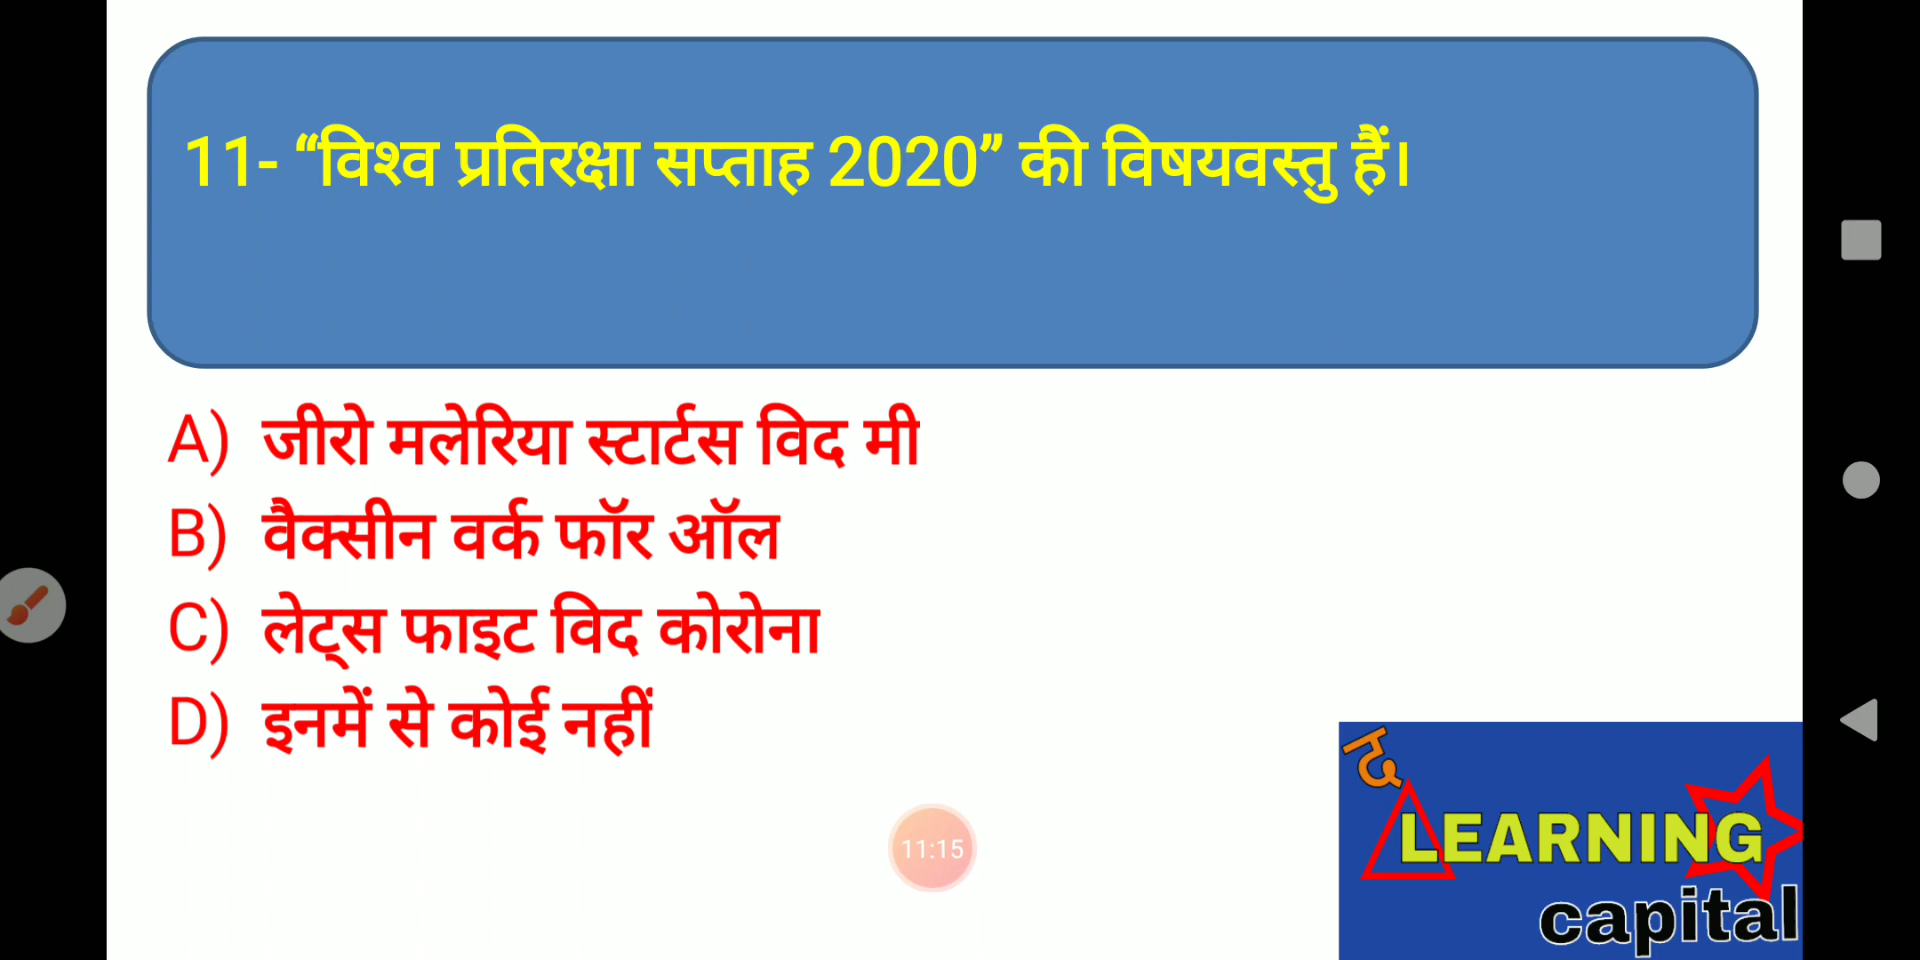 11- “विश्व प्रतिरक्षा सप्ताह 2020” की विषयवस्तु हैं।
A) जीरो मलेरिया स्टार्टस विद मी
B) वैक्सीन वर्क फॉर ऑल
C) लेट्स फाइट विद कोरोना
D) इनमें से कोई नहीं
11:15
द
LEARNING
capital